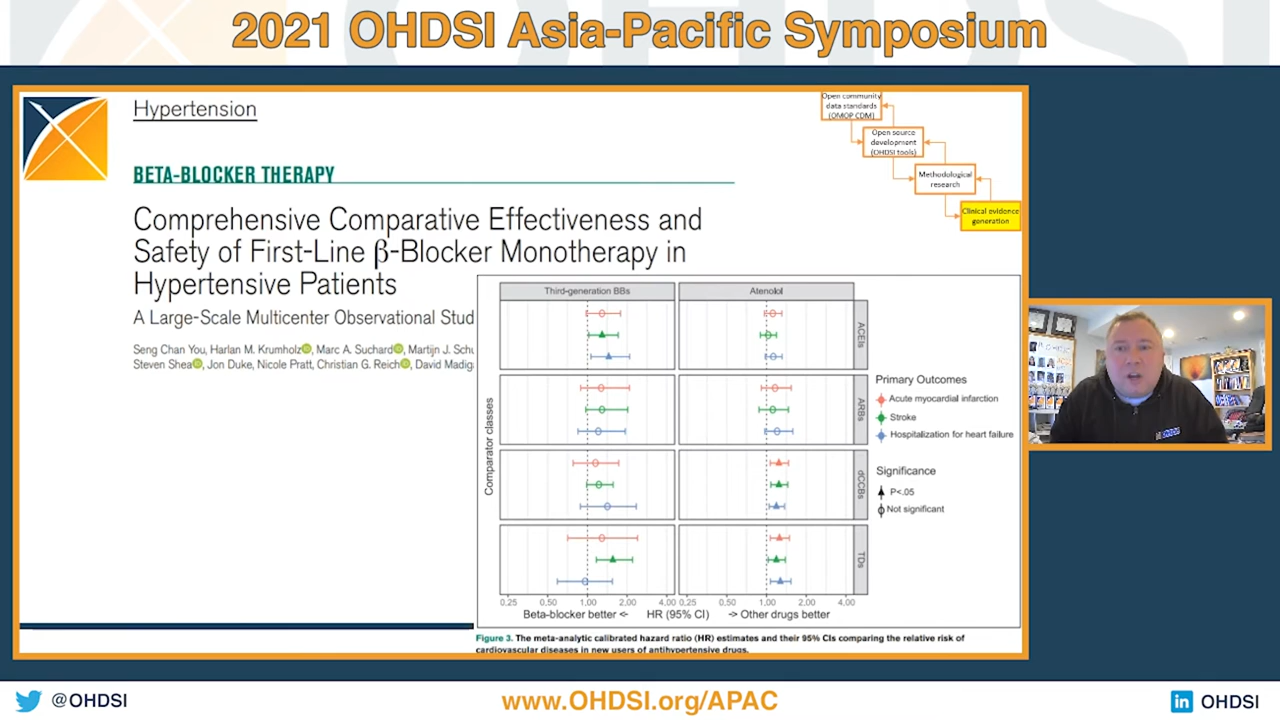 2021 OHDSI Asia-Pacific Symposium
Hypertension
BETA-BLOCKER THERAPY
Comprehensive Comparative Effectiveness and
Safety of First-Line β-Blocker Monotherapy in
Hypertensive Patients
A Large-Scale Multicenter Observational Stud
Seng Chan You, Harlan M. Krumholz, Marc A. Suchard, Martijn J. Schu
Steven Shea, Jon Duke, Nicole Pratt, Christian G. Reich, David Madig
Open community
data standards
(OMOP CDM)
Open source
development
(OHDSI tools)
Methodological
research
Clinical evidence
generation
Third-generation BBs
Atenolol
Comparator classes
ACEIs
ARBs
dCCBs
TDs
0.25 0.50 1.00 2.00 4.00 0.25 0.50 1.00 2.00 4.00
Beta-blocker better <- HR (95% CI) -> Other drugs better
Primary Outcomes
Acute myocardial infarction
Stroke
Hospitalization for heart failure
Significance
P<.05
Not significant
Figure 3. The meta-analytic calibrated hazard ratio (HR) estimates and their 95% CIs comparing the relative risk of
cardiovascular diseases in new users of antihypertensive drugs.
@OHDSI
www.OHDSI.org/APAC
in OHDSI